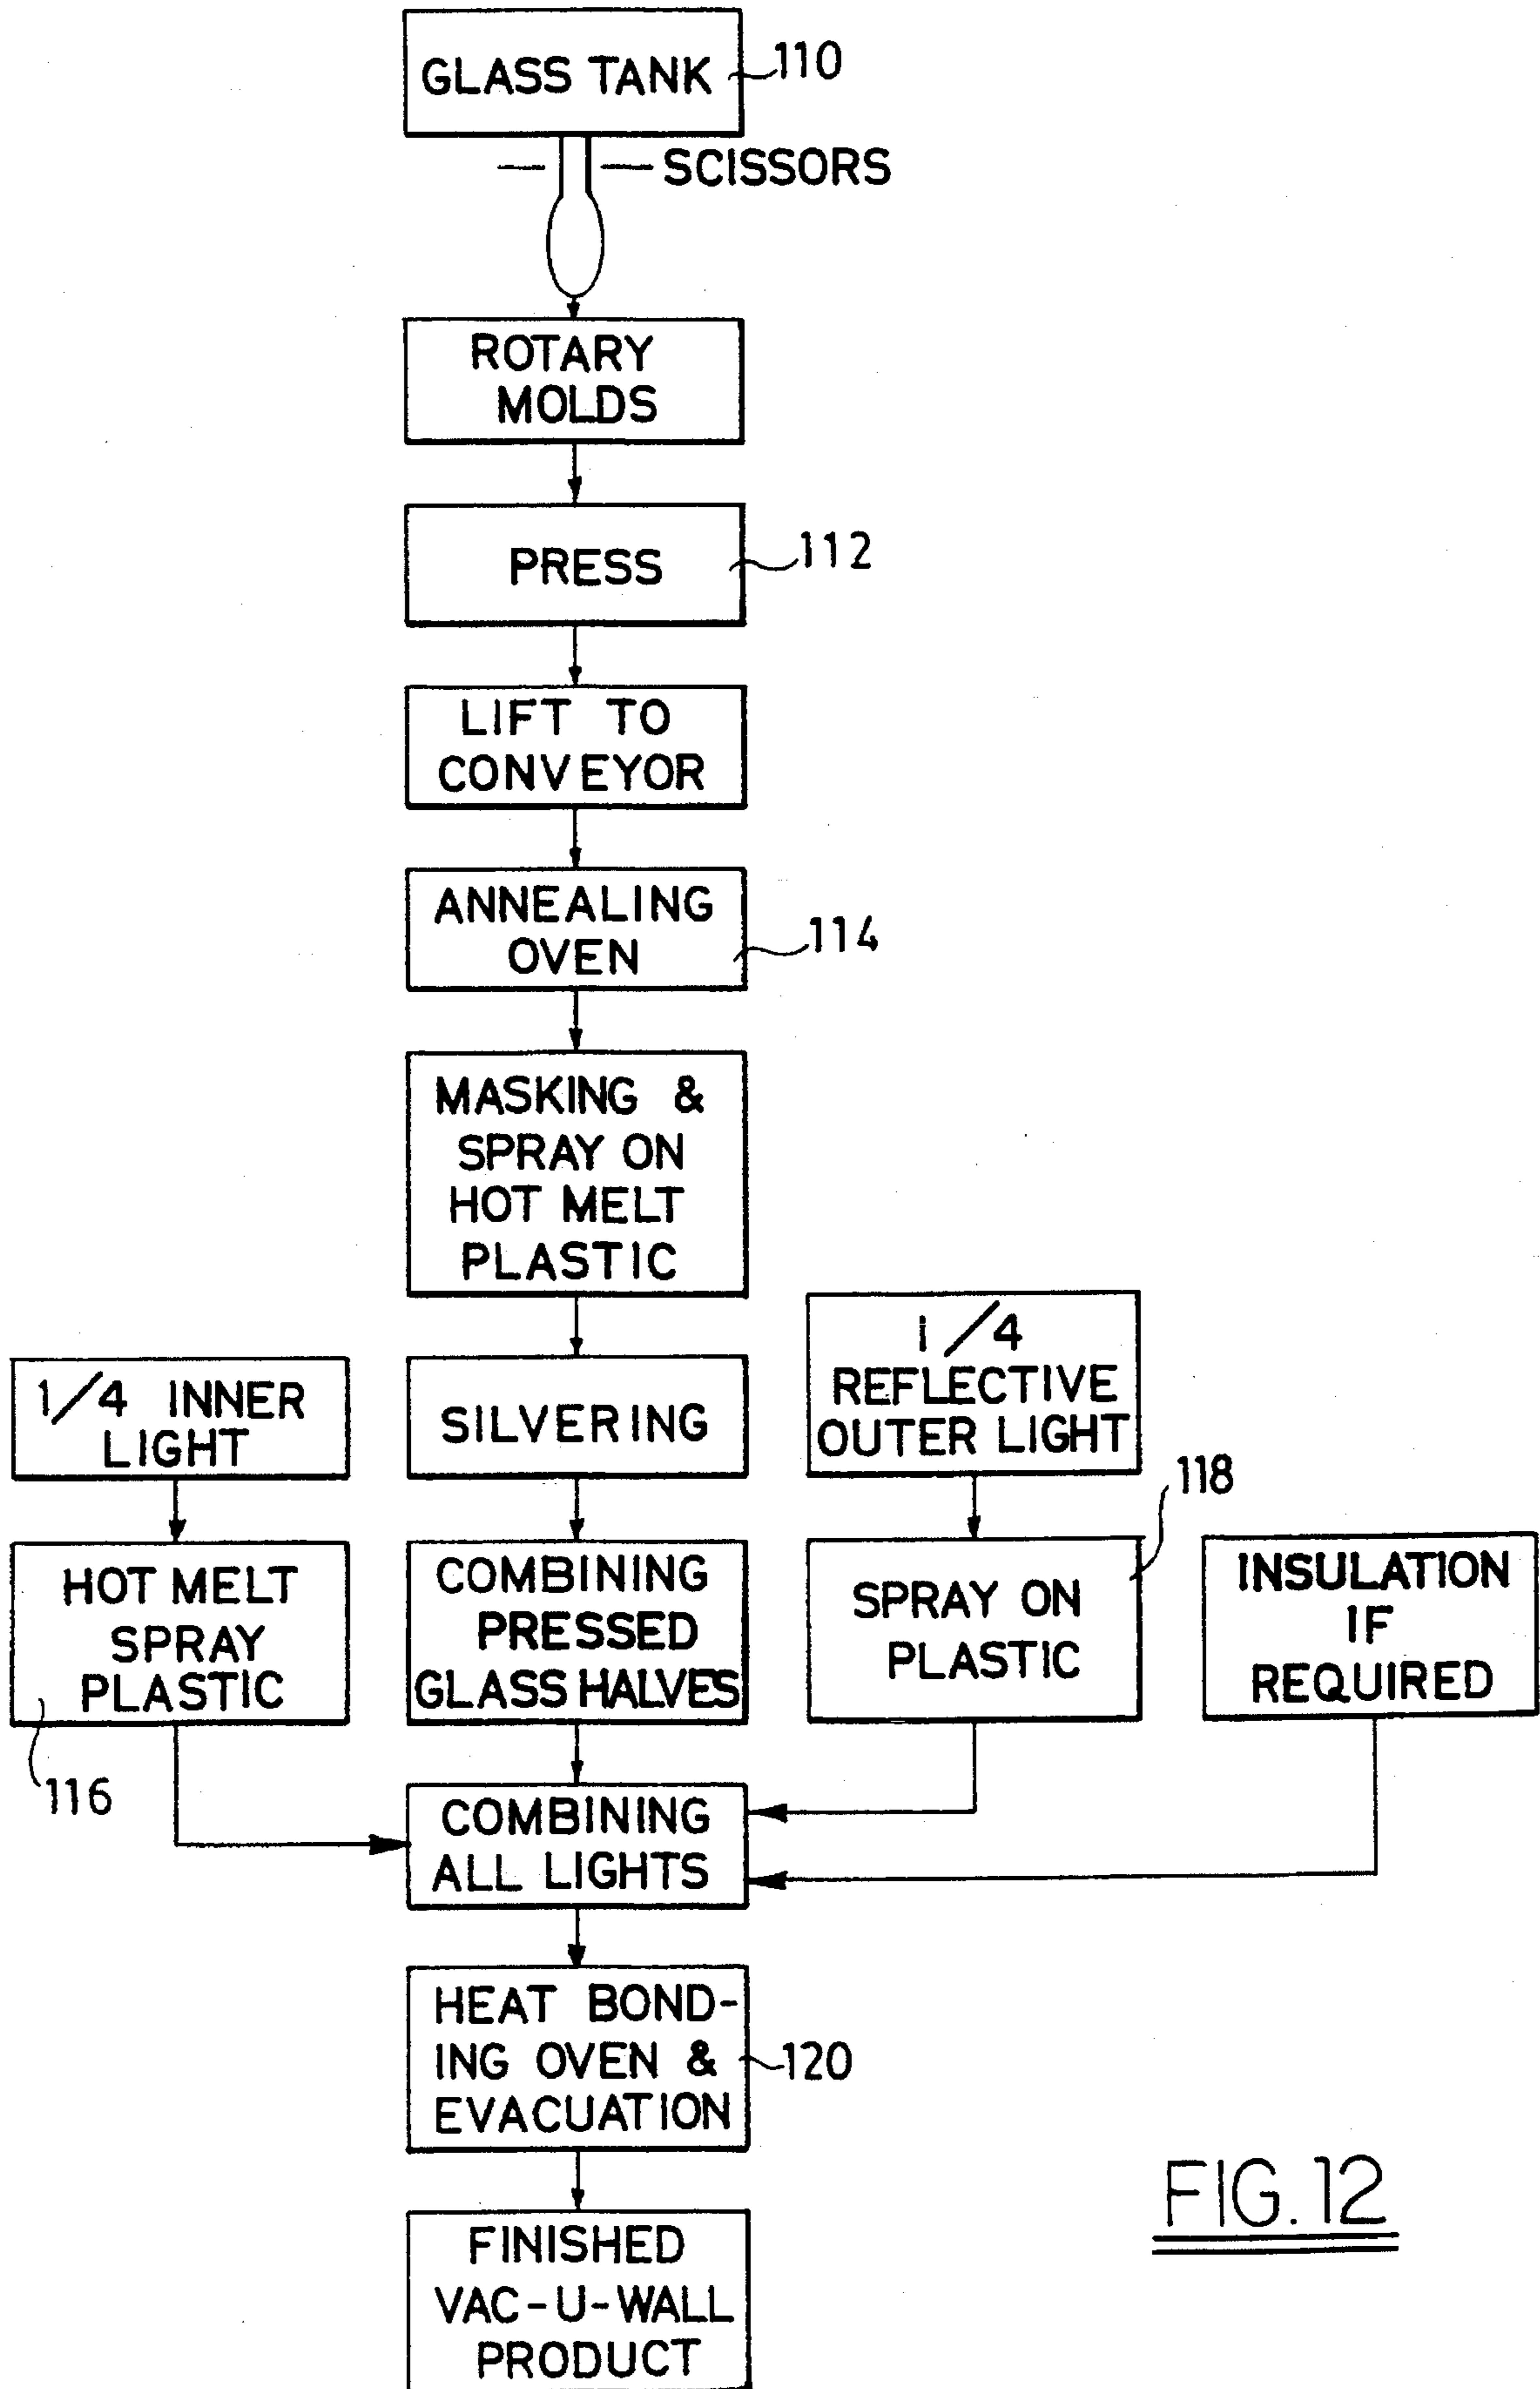 GLASS TANK
110
SCISSORS
ROTARY
MOLDS
PRESS
112
LIFT TO
CONVEYOR
ANNEALING
OVEN
114
MASKING &
SPRAY ON
HOT MELT
PLASTIC
1/4 INNER
LIGHT
SILVERING
1/4
REFLECTIVE
OUTER LIGHT
HOT MELT
SPRAY
PLASTIC
116
COMBINING
PRESSED
GLASS HALVES
SPRAY ON
PLASTIC
118
INSULATION
IF
REQUIRED
COMBINING
ALL LIGHTS
HEAT BOND-
ING OVEN &
EVACUATION
120
FINISHED
VAC-U-WALL
PRODUCT
FIG. 12